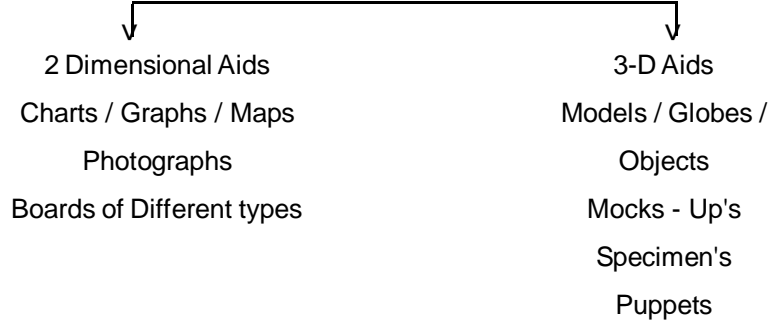 2 Dimensional Aids
Charts / Graphs / Maps
Photographs
Boards of Different types
3-D Aids
Models / Globes /
Objects
Mocks - Up's
Specimen's
Puppets